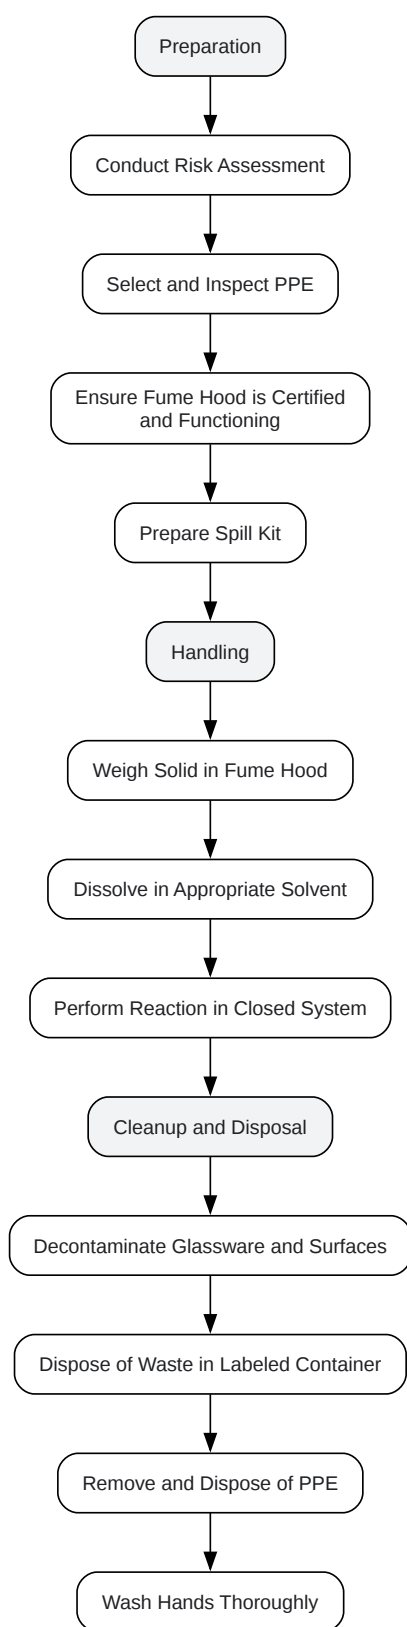 Preparation
Conduct Risk Assessment
Select and Inspect PPE
Ensure Fume Hood is Certified
and Functioning
Prepare Spill Kit
Handling
Weigh Solid in Fume Hood
Dissolve in Appropriate Solvent
Perform Reaction in Closed System
Cleanup and Disposal
Decontaminate Glassware and Surfaces
Dispose of Waste in Labeled Container
Remove and Dispose of PPE
Wash Hands Thoroughly